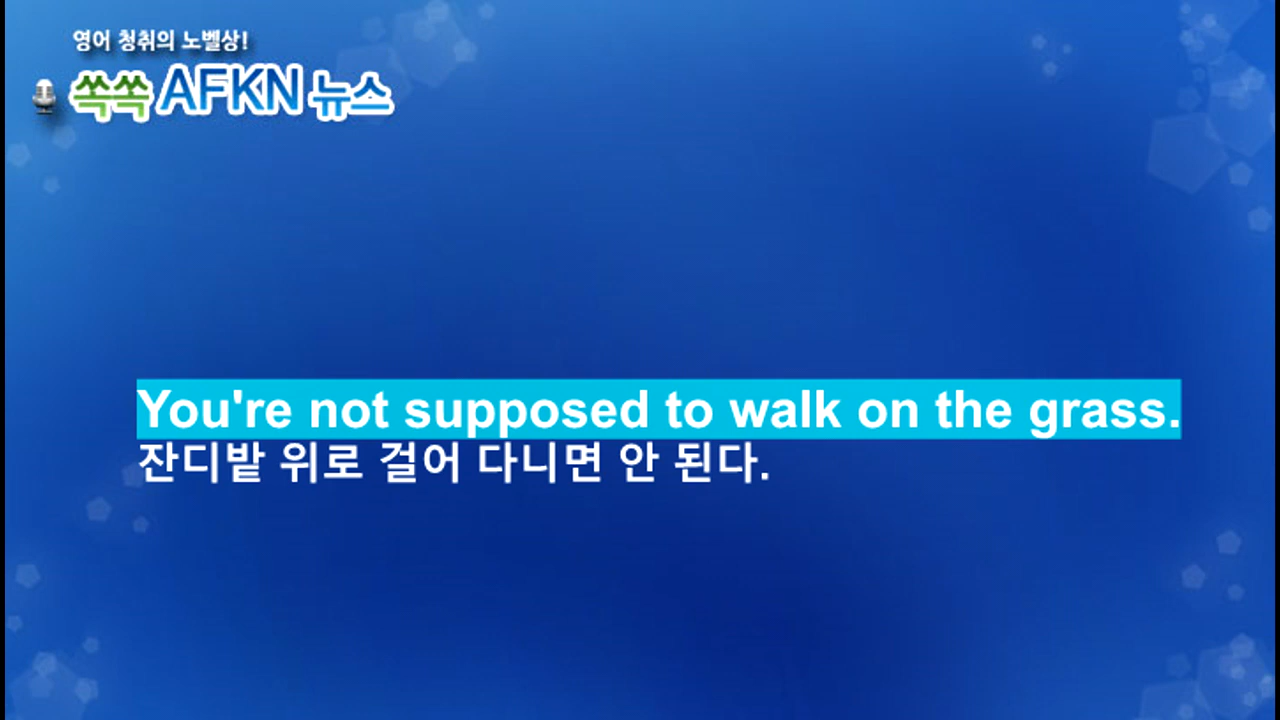 영어 청취의 노벨상!
쏙쏙 AFKN 뉴스
You're not supposed to walk on the grass.
잔디밭 위로 걸어 다니면 안 된다.